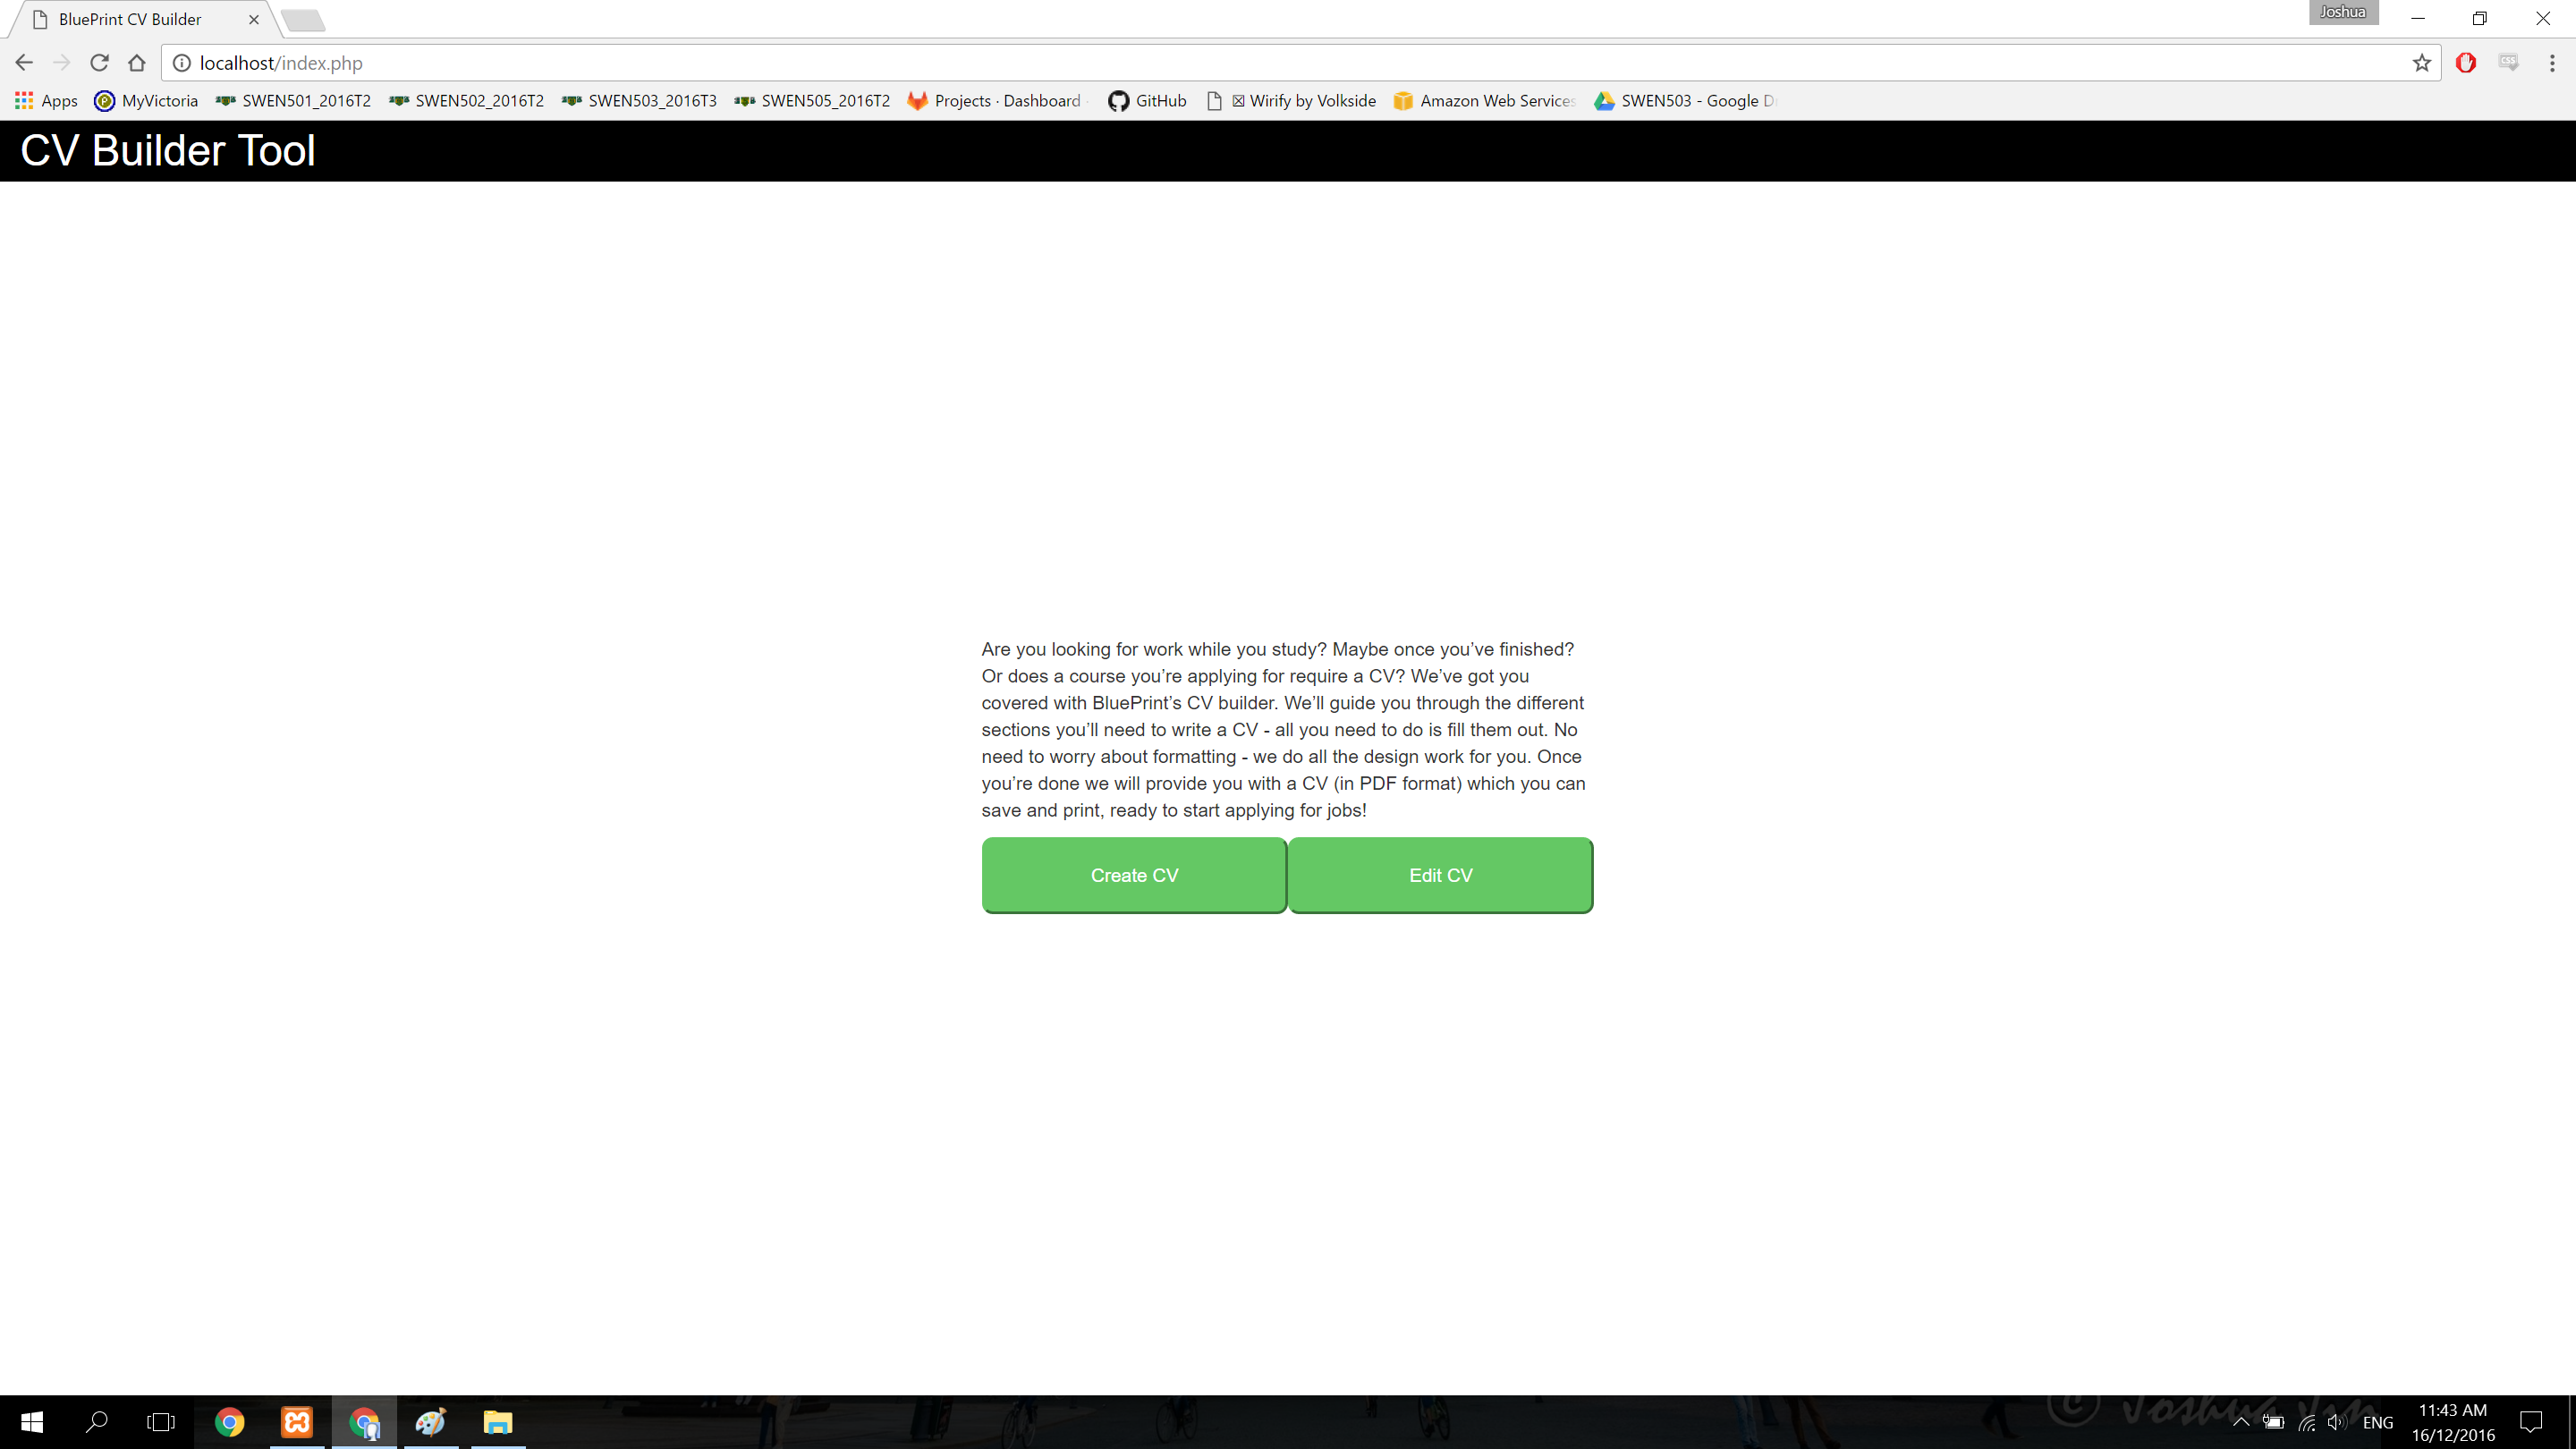 BluePrint CV Builder
Joshua
localhost/index.php
Apps MyVictoria SWEN501_2016T2 SWEN502_2016T2 SWEN503_2016T3 SWEN505_2016T2 Projects · Dashboard GitHub Wirify by Volkside Amazon Web Services SWEN503 - Google D
CV Builder Tool
Are you looking for work while you study? Maybe once you’ve finished?
Or does a course you’re applying for require a CV? We’ve got you
covered with BluePrint’s CV builder. We’ll guide you through the different
sections you’ll need to write a CV - all you need to do is fill them out. No
need to worry about formatting - we do all the design work for you. Once
you’re done we will provide you with a CV (in PDF format) which you can
save and print, ready to start applying for jobs!
Create CV Edit CV
© Joshua
ENG
11:43 AM
16/12/2016